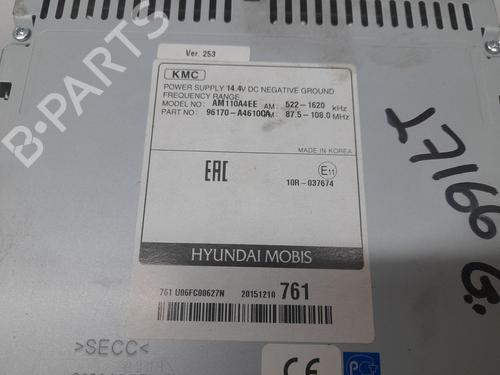 Ver. 253
KMC
POWER SUPPLY 14.4V DC NEGATIVE GROUND
FREQUENCY RANGE
MODEL NO: AM110A4EE AM: 522-1620 kHz
PART NO: 96170-A4610CA FM: 87.5-108.0 MHz
MADE IN KOREA
EAC
E11
10R-037674
HYUNDAI MOBIS
761 U06FC00627N 20151210 761
>SECC<
CE
27166 G.
B-PARTS